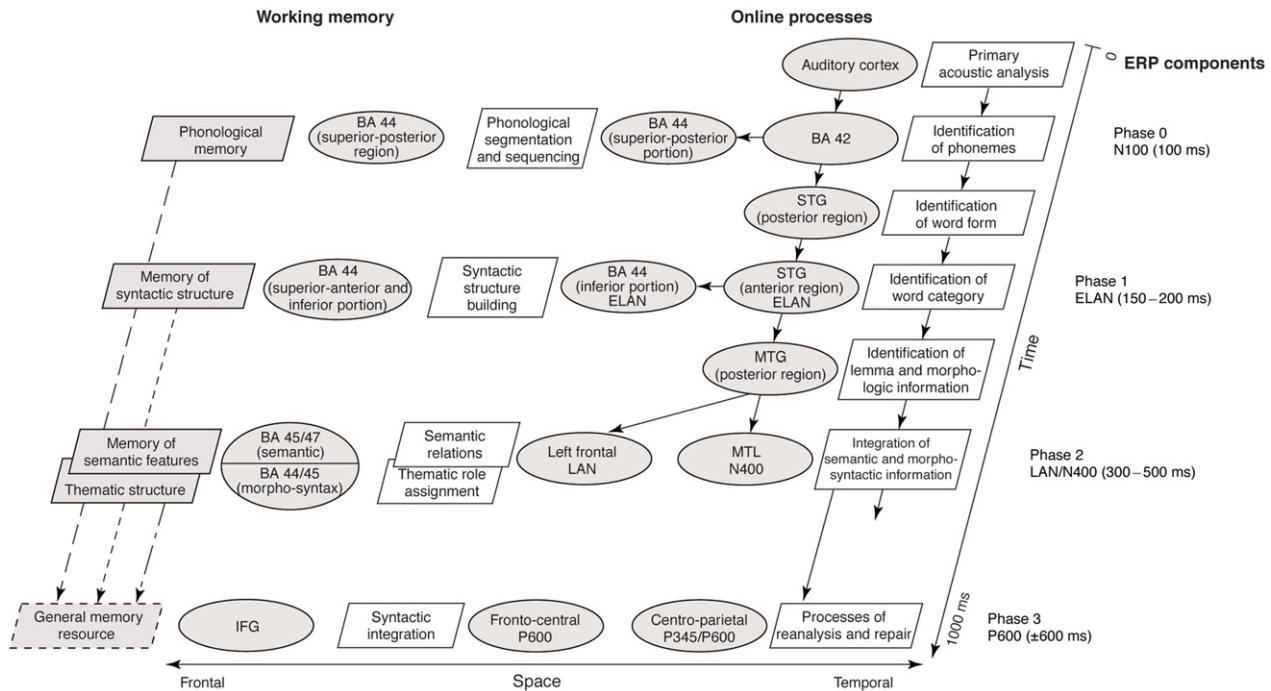 Working memory
Online processes
ERP components
Auditory cortex
Primary
acoustic analysis
0
Phonological
memory
BA 44
(superior-posterior
region)
Phonological
segmentation
and sequencing
BA 44
(superior-posterior
portion)
BA 42
Identification
of phonemes
Phase 0
N100 (100 ms)
STG
(posterior region)
Identification
of word form
Memory of
syntactic structure
BA 44
(superior-anterior and
inferior portion)
Syntactic
structure
building
BA 44
(inferior portion)
ELAN
STG
(anterior region)
ELAN
Identification of
word category
Phase 1
ELAN (150–200 ms)
Time
MTG
(posterior region)
Identification of
lemma and morpho-
logic information
Memory of
semantic features
Thematic structure
BA 45/47
(semantic)
BA 44/45
(morpho-syntax)
Semantic
relations
Thematic role
assignment
Left frontal
LAN
MTL
N400
Integration of
semantic and morpho-
syntactic information
Phase 2
LAN/N400 (300–500 ms)
General memory
resource
IFG
Syntactic
integration
Fronto-central
P600
Centro-parietal
P345/P600
Processes of
reanalysis and repair
1000 ms
Phase 3
P600 (±600 ms)
Frontal
Space
Temporal